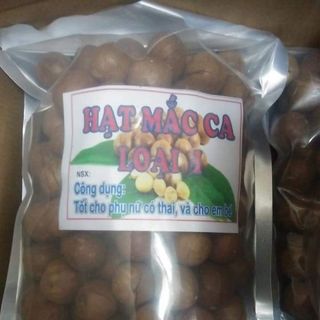 HẠT MẮC CA
LOẠI 1
NSX:
Công dụng:
Tốt cho phụ nữ có thai, và cho em bé